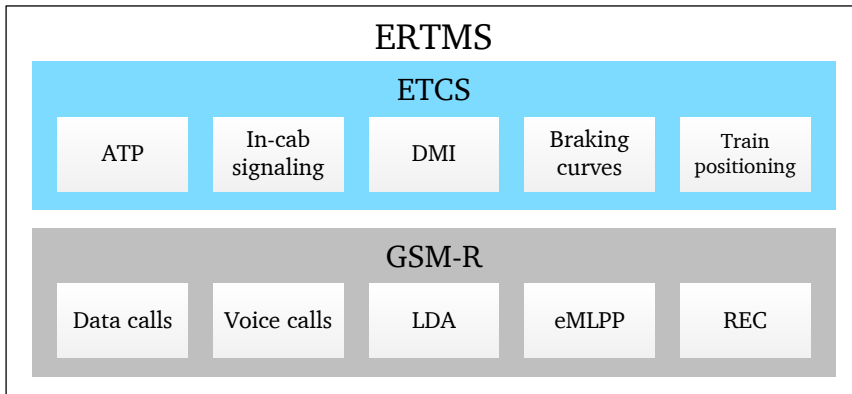 ERTMS
ETCS
ATP
In-cab
signaling
DMI
Braking
curves
Train
positioning
GSM-R
Data calls
Voice calls
LDA
eMLPP
REC